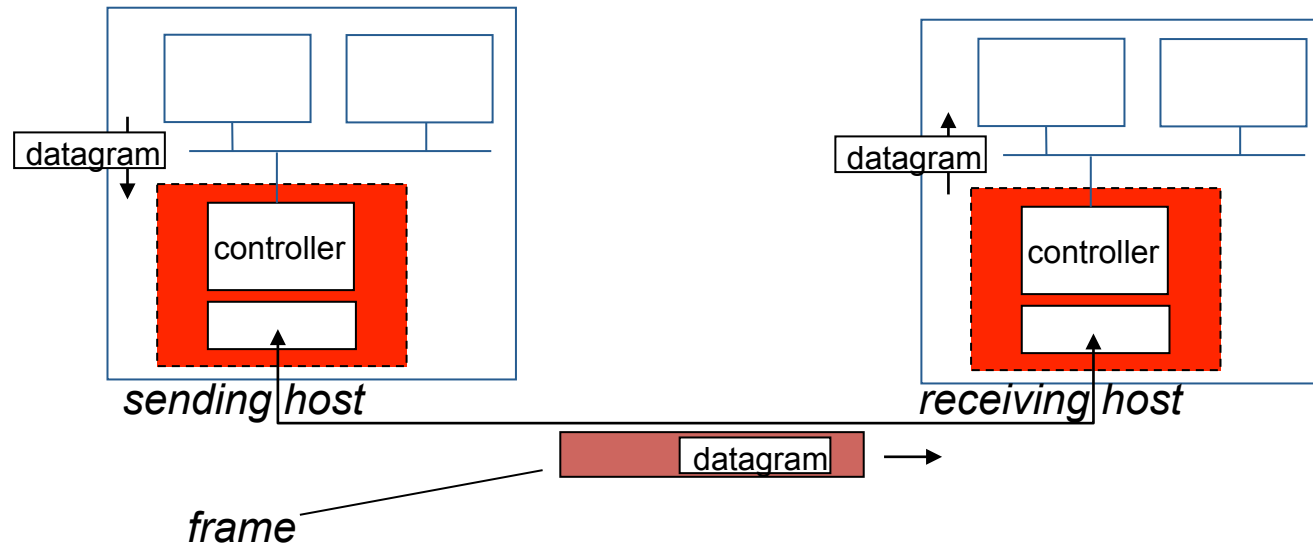 datagram
datagram
controller
controller
sending host
receiving host
datagram
frame